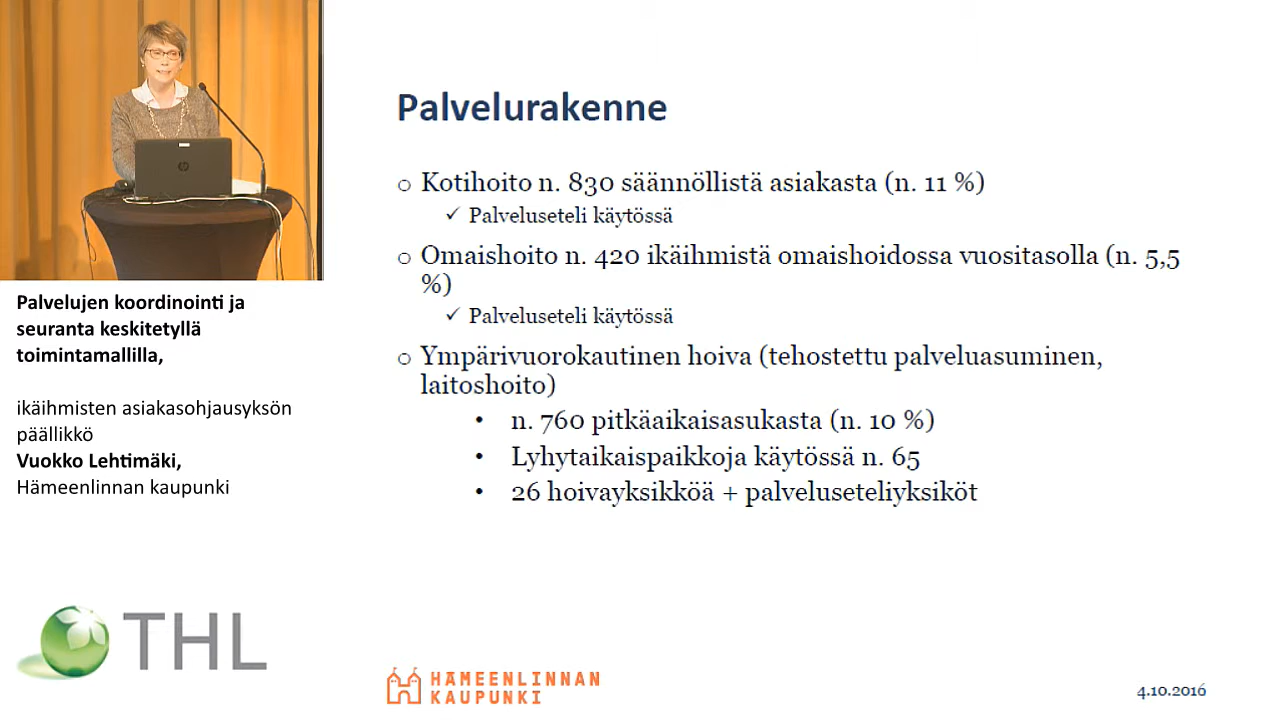 Palvelurakenne
o Kotihoito n. 830 säännöllistä asiakasta (n. 11 %)
✓ Palveluseteli käytössä
o Omaishoito n. 420 ikäihmistä omaishoidossa vuositasolla (n. 5,5
%)
✓ Palveluseteli käytössä
o Ympärivuorokautinen hoiva (tehostettu palveluasuminen,
laitoshoito)
• n. 760 pitkäaikaisasukasta (n. 10 %)
• Lyhytaikaispaikkoja käytössä n. 65
• 26 hoivayksikköä + palveluseteliyksiköt
Palvelujen koordinointi ja
seuranta keskitetyllä
toimintamallilla,
ikäihmisten asiakasohjausyksön
päällikkö
Vuokko Lehtimäki,
Hämeenlinnan kaupunki
THL
HÄMEENLINNAN
KAUPUNKI
4.10.2016
hp